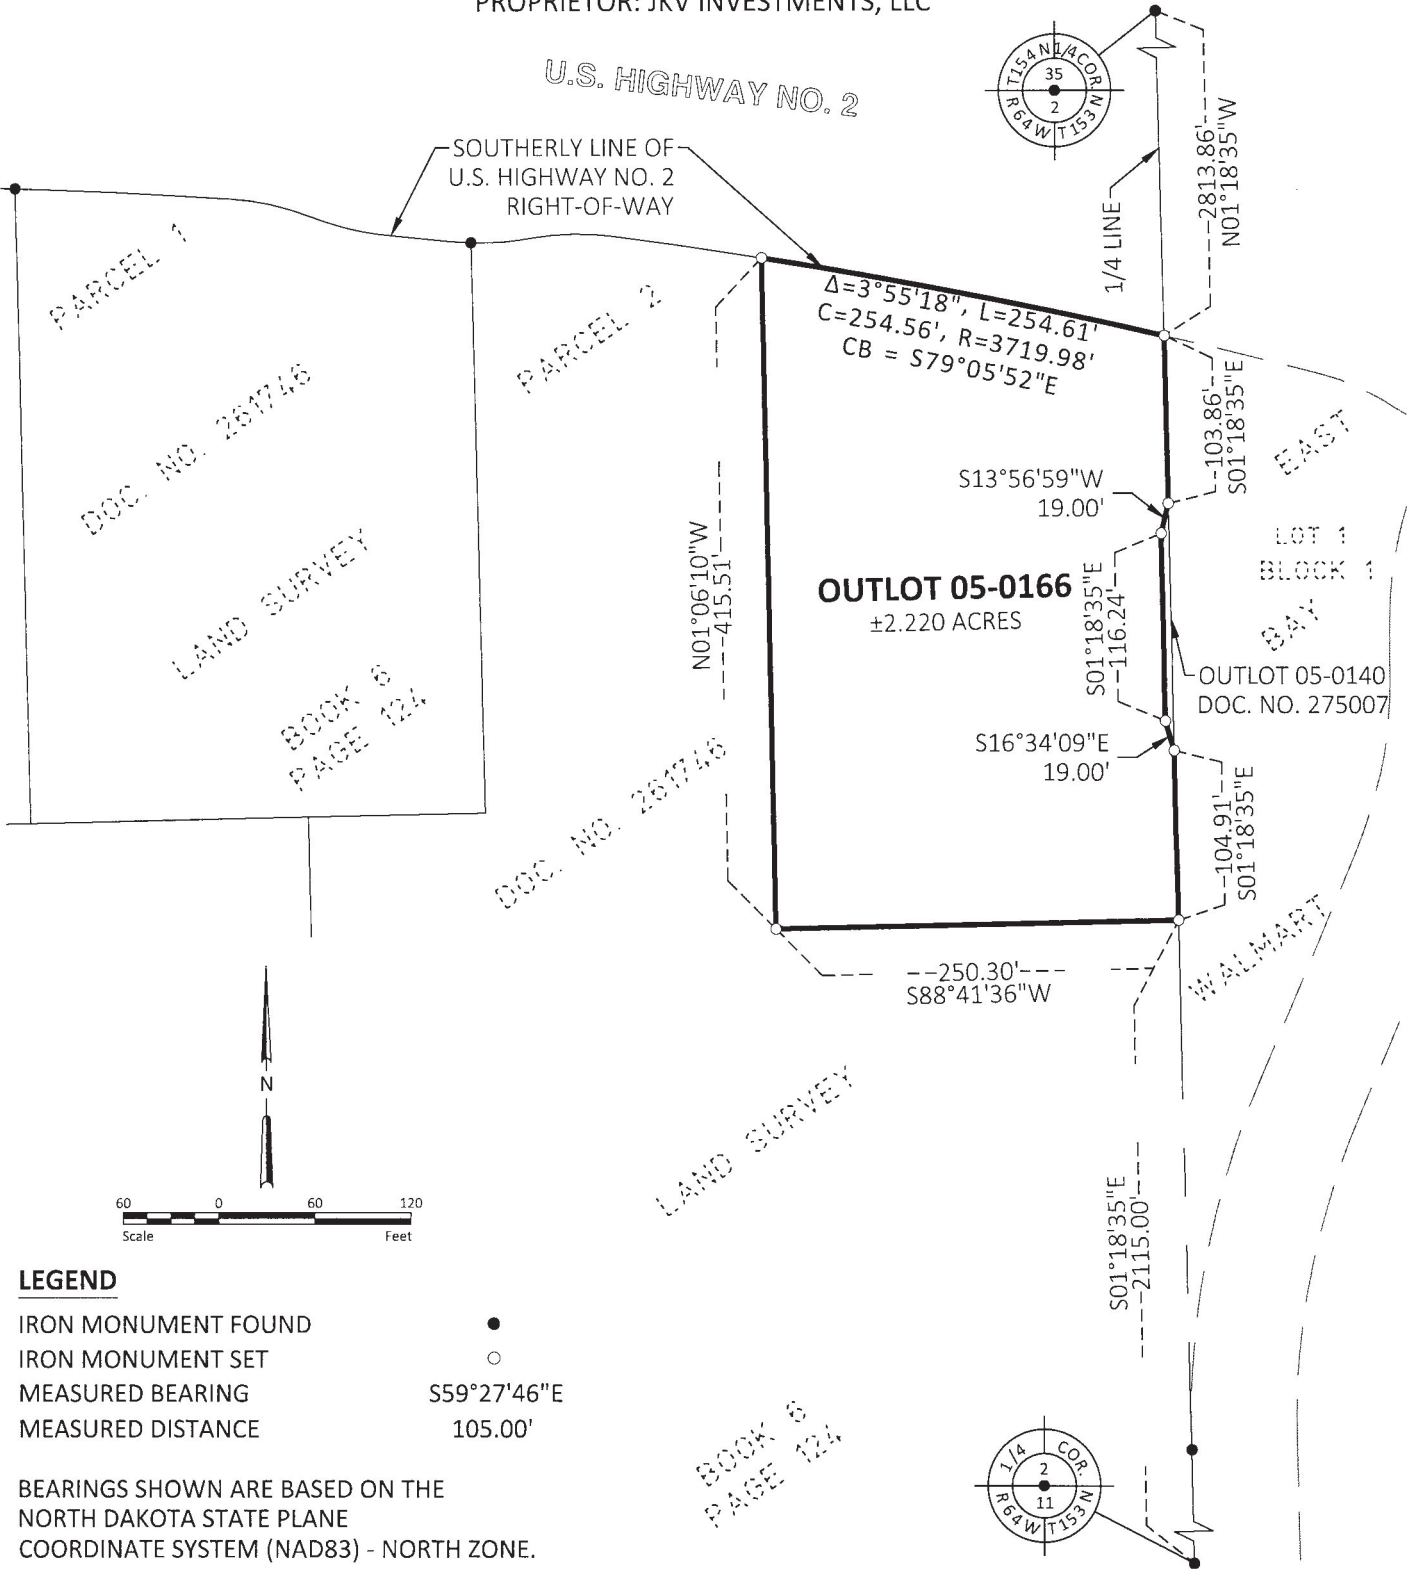 PROPRIETOR: JKV INVESTMENTS, LLC
U.S. HIGHWAY NO. 2
T154N 1/4 COR.
35
2
R64W T153N
SOUTHERLY LINE OF
U.S. HIGHWAY NO. 2
RIGHT-OF-WAY
1/4 LINE
2813.86'
N01°18'35"W
PARCEL 1
PARCEL 2
Δ=3°55'18", L=254.61'
C=254.56', R=3719.98'
CB = S79°05'52"E
103.86'
S01°18'35"E
EAST
DOC. NO. 261746
S13°56'59"W
19.00'
LOT 1
BLOCK 1
N01°06'10"W
415.51'
OUTLOT 05-0166
±2.220 ACRES
S01°18'35"E
116.24'
BAY
LAND SURVEY
OUTLOT 05-0140
DOC. NO. 275007
BOOK 6
PAGE 124
S16°34'09"E
19.00'
DOC. NO. 261746
104.91'
S01°18'35"E
WALMART
250.30'
S88°41'36"W
N
LAND SURVEY
S01°18'35"E
2115.00'
60 0 60 120
Scale Feet
LEGEND
IRON MONUMENT FOUND
IRON MONUMENT SET
MEASURED BEARING S59°27'46"E
MEASURED DISTANCE 105.00'
BOOK 6
PAGE 124
1/4 COR.
2
11
R64W T153N
BEARINGS SHOWN ARE BASED ON THE
NORTH DAKOTA STATE PLANE
COORDINATE SYSTEM (NAD83) - NORTH ZONE.